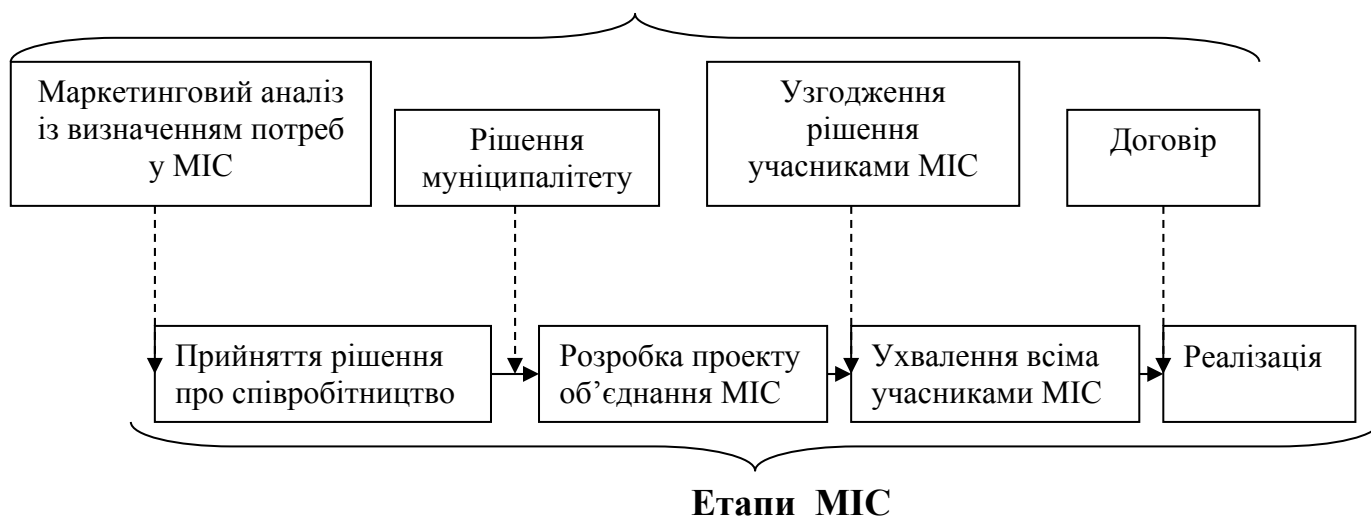 Маркетинговий аналіз
із визначенням потреб
у МІС
Рішення
муніципалітету
Узгодження
рішення
учасниками МІС
Договір
Прийняття рішення
про співробітництво
Розробка проекту
об’єднання МІС
Ухвалення всіма
учасниками МІС
Реалізація
Етапи МІС